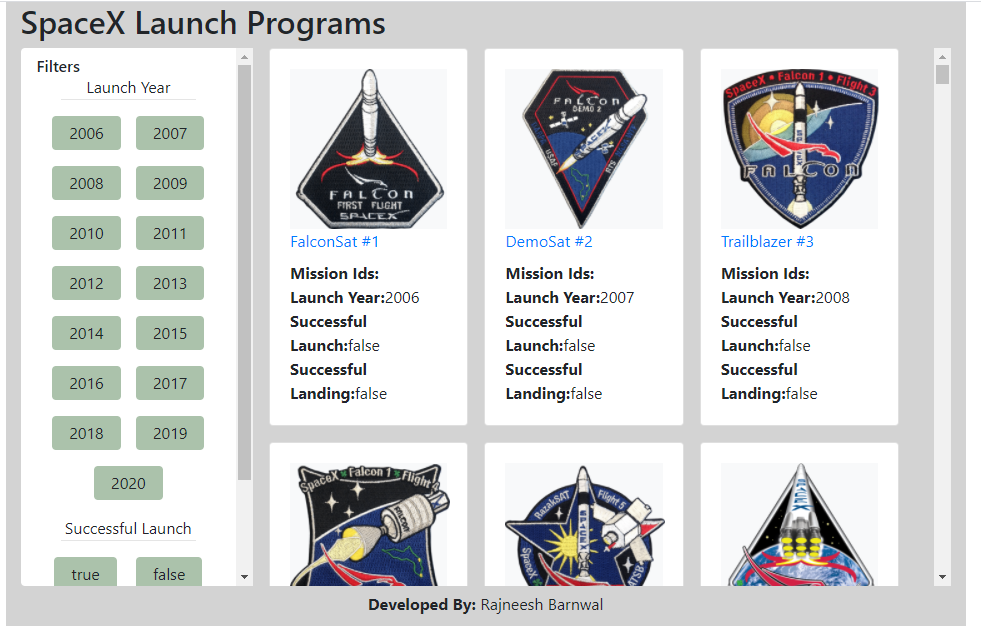 SpaceX Launch Programs
Filters
Launch Year
2006
2007
2008
2009
2010
2011
2012
2013
2014
2015
2016
2017
2018
2019
2020
Successful Launch
true
false
FALCON
FIRST FLIGHT
SPACEX
FalconSat #1
Mission Ids:
Launch Year:2006
Successful
Launch:false
Successful
Landing:false
FALCON
DEMO 2
SPACEX
USAF
DemoSat #2
Mission Ids:
Launch Year:2007
Successful
Launch:false
Successful
Landing:false
SpaceX • Falcon 1 • Flight 3
FALCON
Trailblazer #3
Mission Ids:
Launch Year:2008
Successful
Launch:false
Successful
Landing:false
SpaceX Falcon 1 Flight 4
FALCON
RazakSAT Flight 5
SpaceX
SPACEX
Developed By: Rajneesh Barnwal